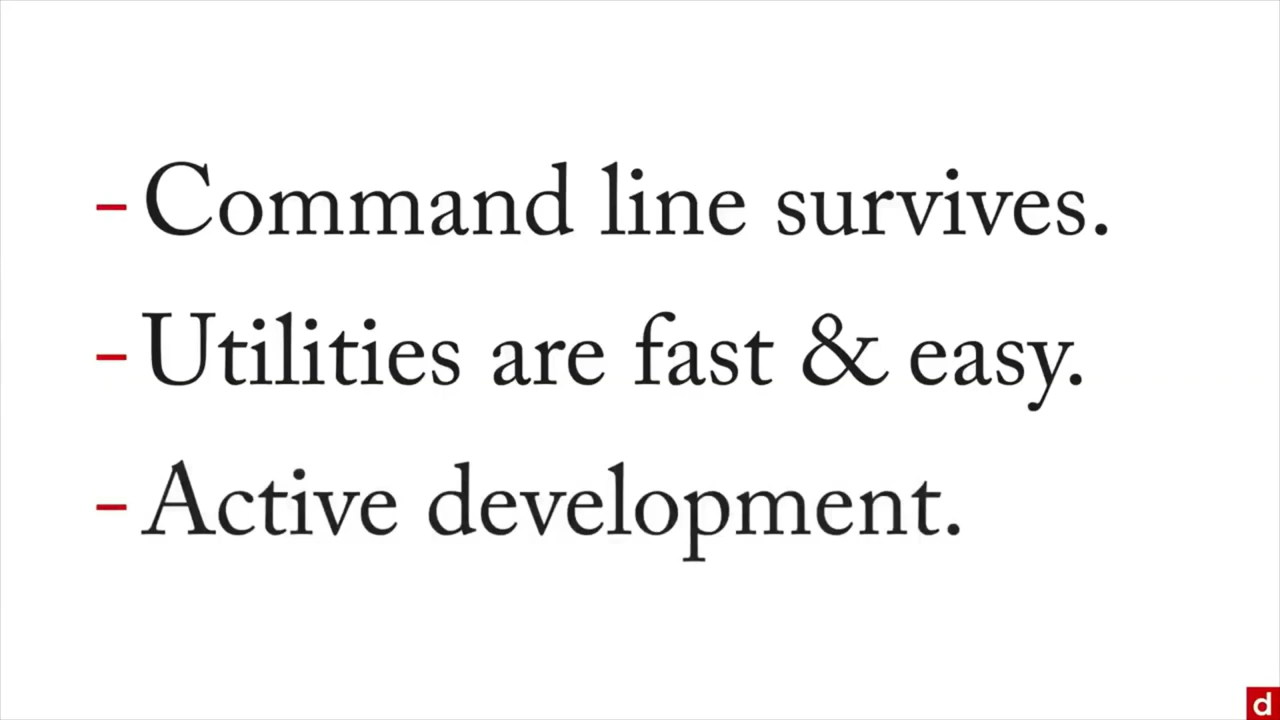 - Command line survives.
- Utilities are fast & easy.
- Active development.
d